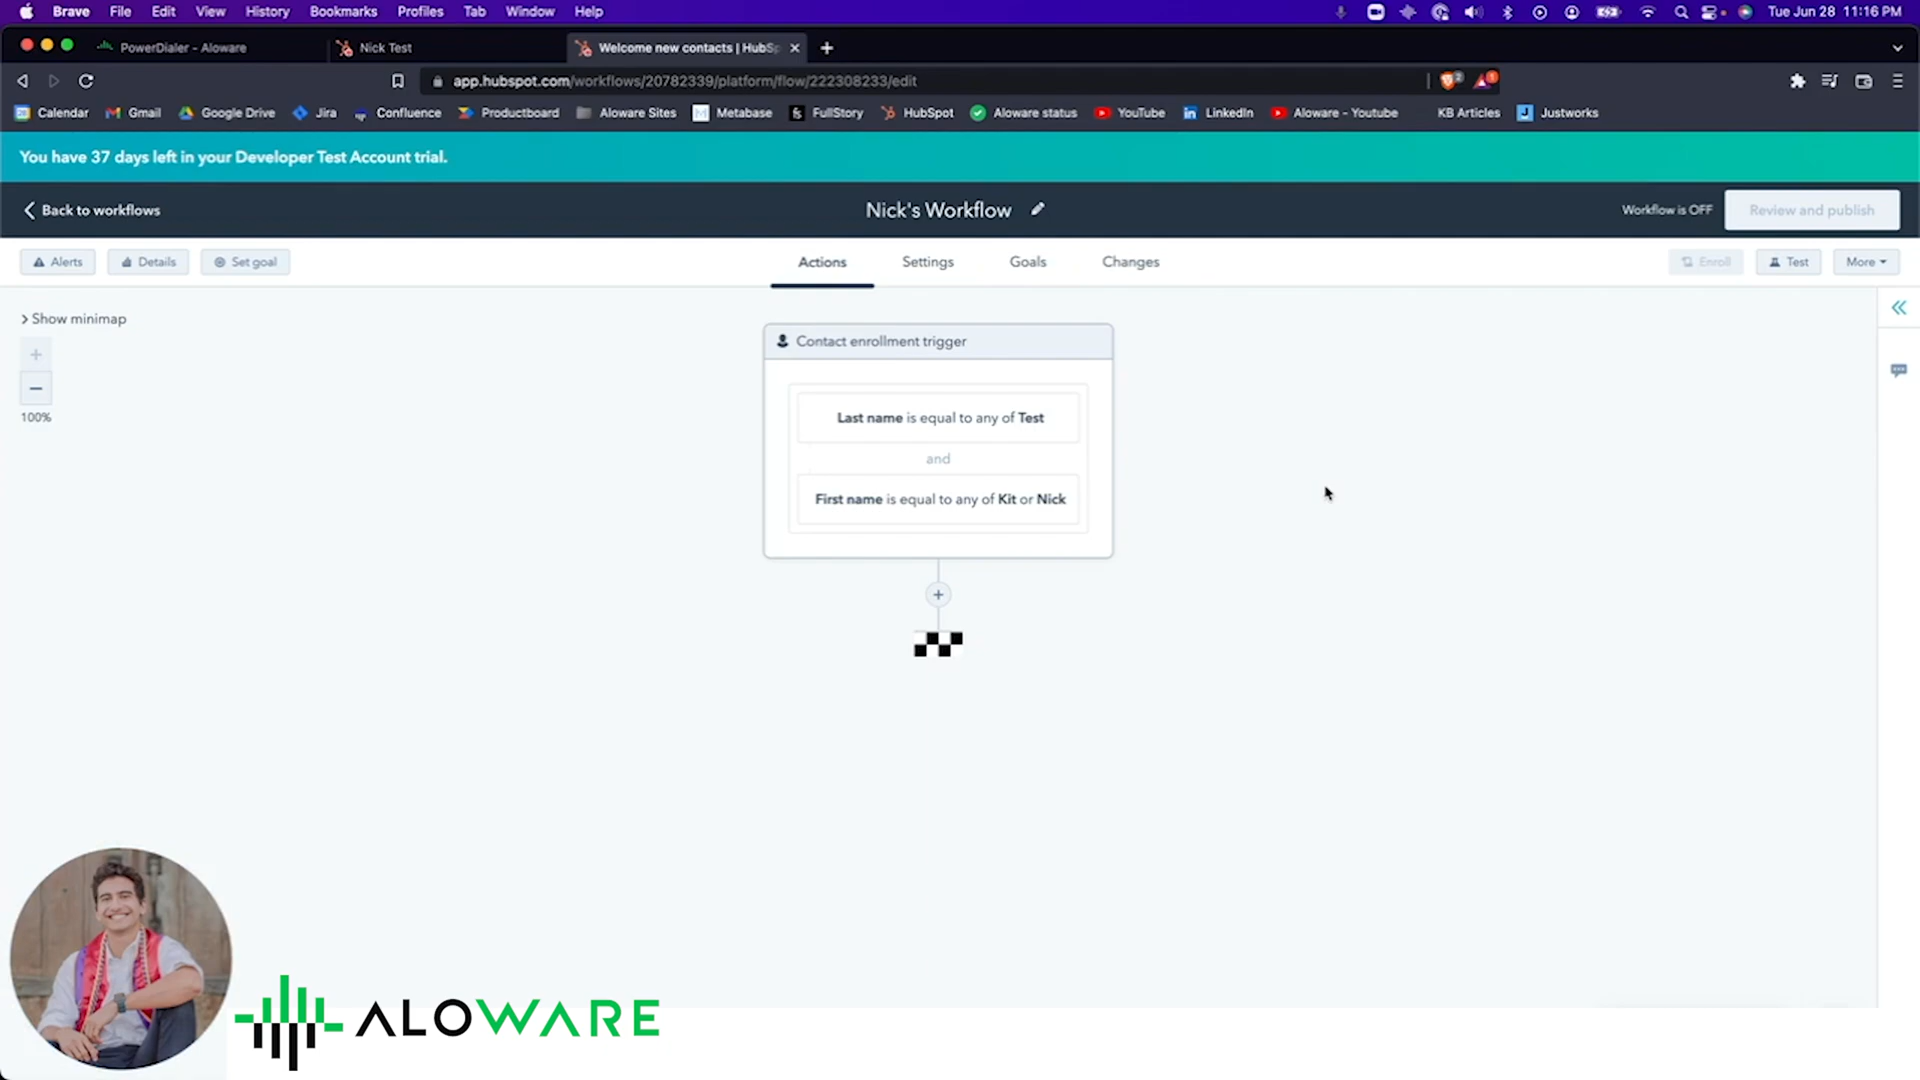 Brave File Edit View History Bookmarks Profiles Tab Window Help Tue Jun 28 11:16 PM
PowerDialer - Aloware Nick Test Welcome new contacts | HubSp
app.hubspot.com/workflows/20782339/platform/flow/222308233/edit 2 1
Calendar Gmail Google Drive Jira Confluence Productboard Aloware Sites Metabase FullStory HubSpot Aloware status YouTube LinkedIn Aloware - Youtube KB Articles Justworks
You have 37 days left in your Developer Test Account trial.
Back to workflows Nick's Workflow Workflow is OFF Review and publish
Alerts Details Set goal Actions Settings Goals Changes Enroll Test More
Show minimap
100%
Contact enrollment trigger
Last name is equal to any of Test
and
First name is equal to any of Kit or Nick
ALOWARE